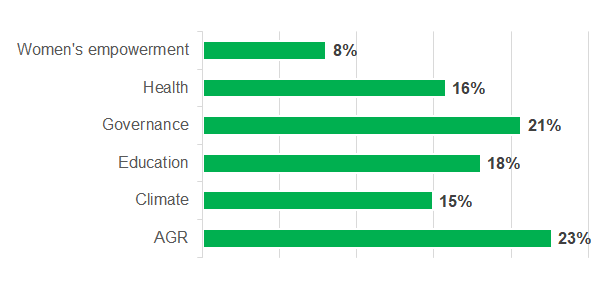 Women's empowerment 8%
Health 16%
Governance 21%
Education 18%
Climate 15%
AGR 23%